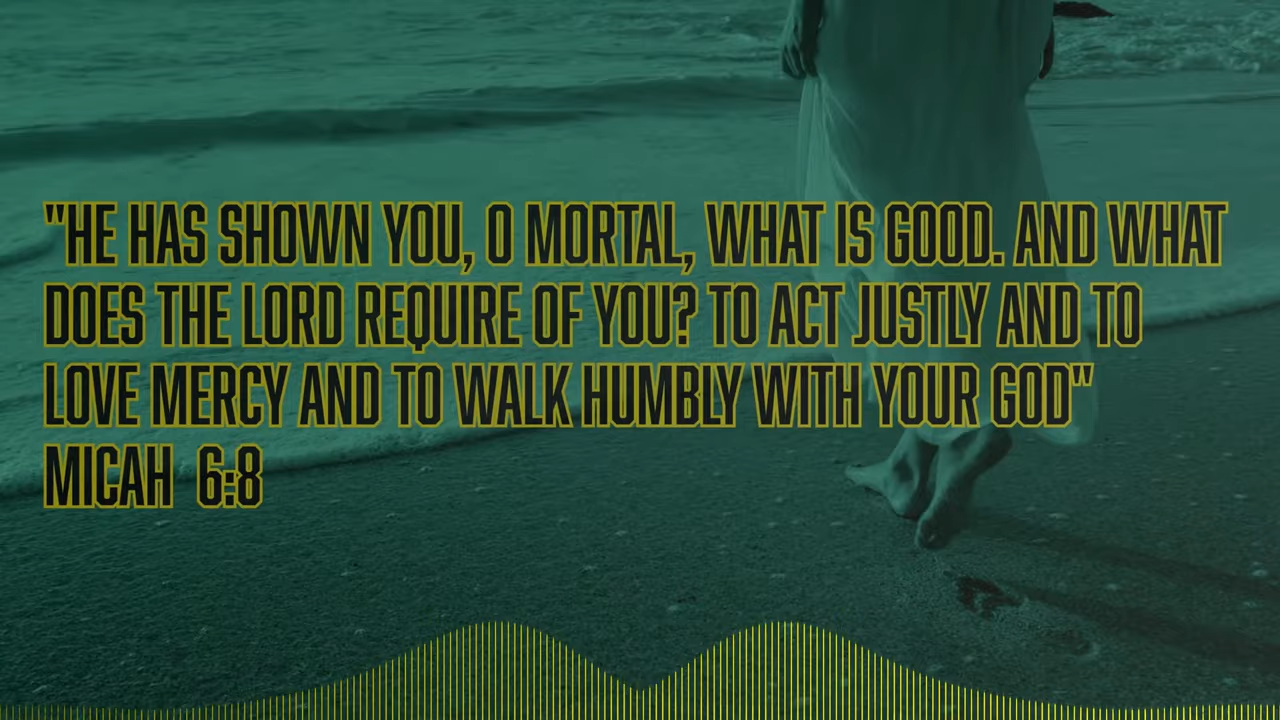 "HE HAS SHOWN YOU, O MORTAL, WHAT IS GOOD. AND WHAT
DOES THE LORD REQUIRE OF YOU? TO ACT JUSTLY AND TO
LOVE MERCY AND TO WALK HUMBLY WITH YOUR GOD"
MICAH 6:8